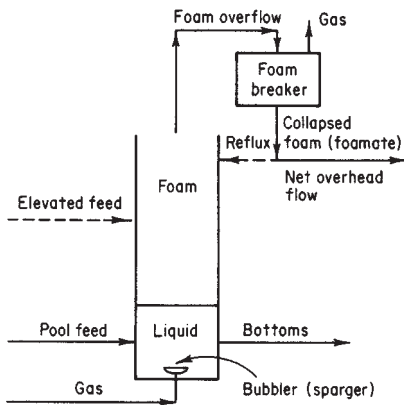 Foam overflow
Gas
Foam
breaker
Collapsed
foam (foamate)
Reflux
Net overhead
flow
Foam
Elevated feed
Pool feed
Liquid
Bottoms
Gas
Bubbler (sparger)